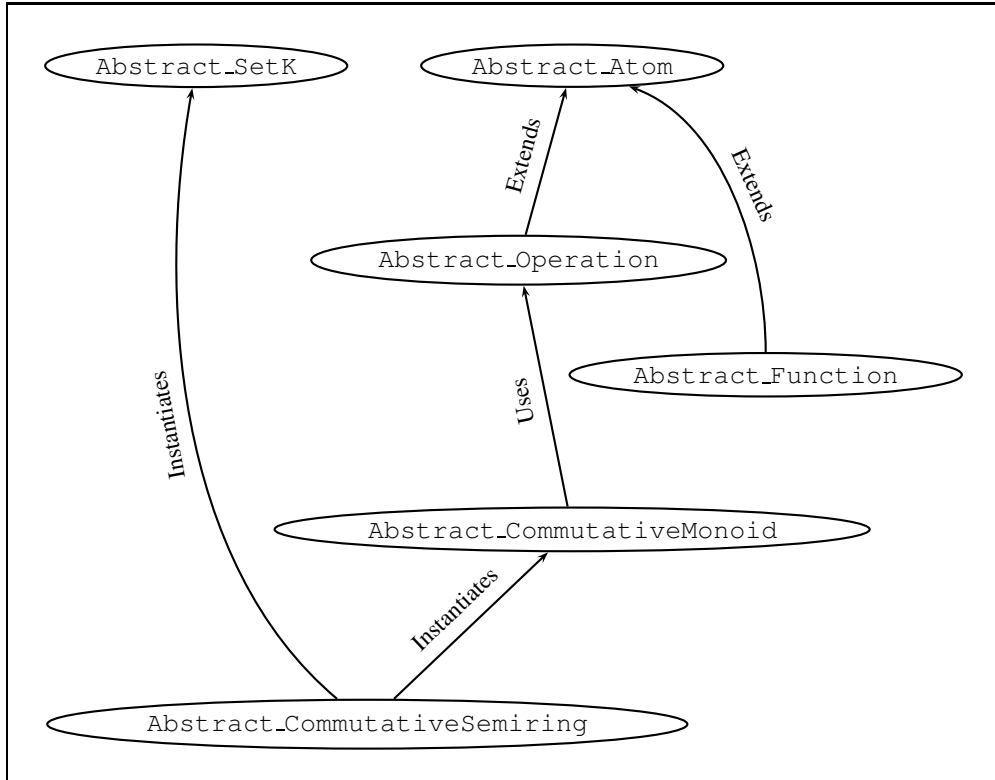 Abstract_SetK
Abstract_Atom
Extends
Extends
Abstract_Operation
Abstract_Function
Instantiates
Uses
Abstract_CommutativeMonoid
Instantiates
Abstract_CommutativeSemiring